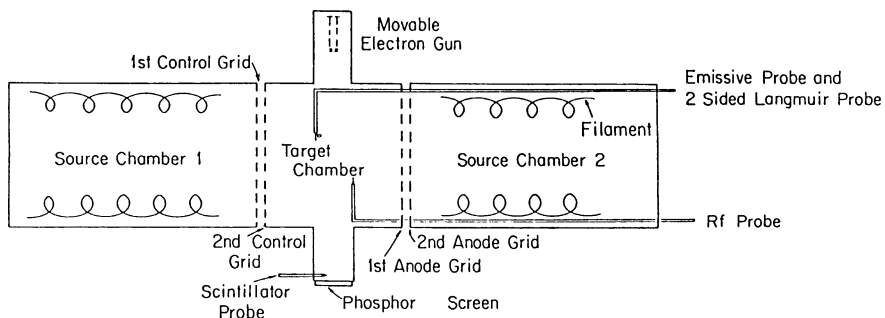 Movable
Electron Gun
1st Control Grid
Emissive Probe and
2 Sided Langmuir Probe
Filament
Source Chamber 1
Target
Chamber
Source Chamber 2
Rf Probe
2nd Control
Grid
2nd Anode Grid
1st Anode Grid
Scintillator
Probe
Phosphor Screen